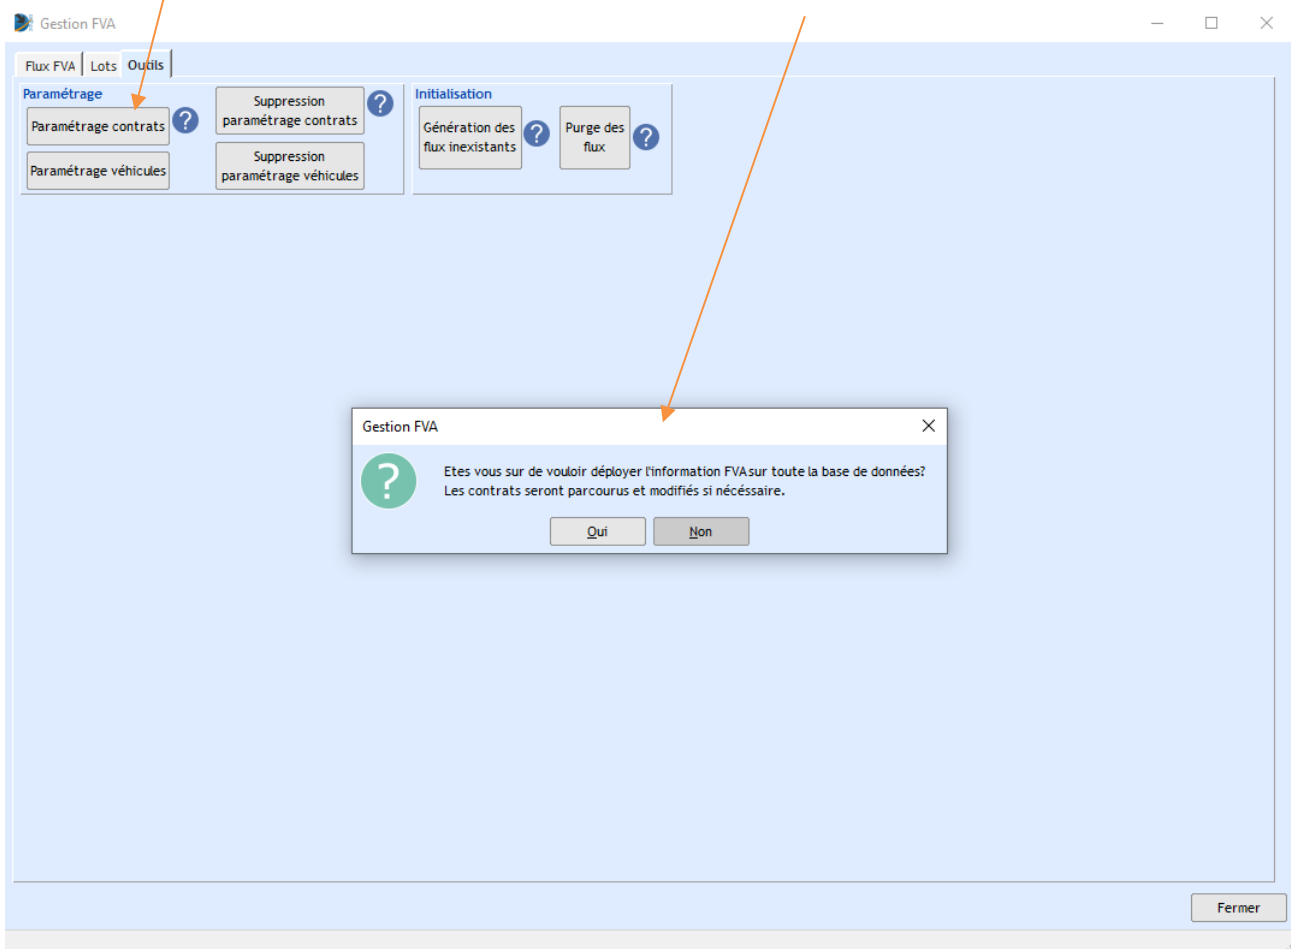 Gestion FVA
Flux FVA
Lots
Outils
Paramétrage
Paramétrage contrats
?
Suppression
paramétrage contrats
?
Paramétrage véhicules
Suppression
paramétrage véhicules
Initialisation
Génération des
flux inexistants
?
Purge des
flux
?
Gestion FVA
?
Etes vous sur de vouloir déployer l'information FVA sur toute la base de données?
Les contrats seront parcourus et modifiés si nécéssaire.
Oui
Non
Fermer